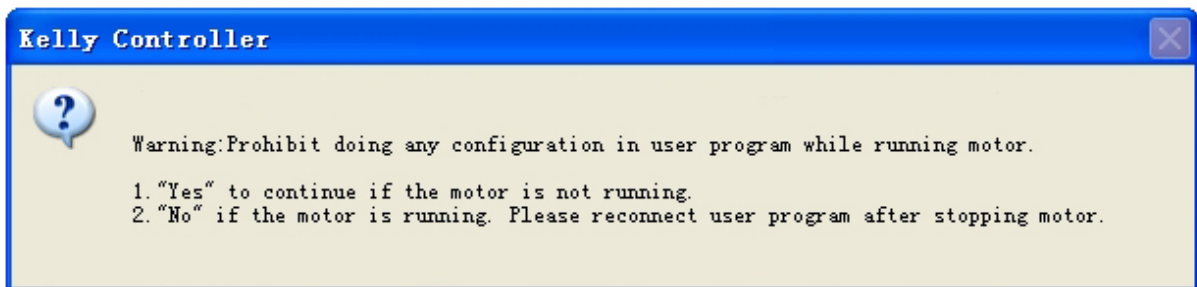 Kelly Controller
Warning:Prohibit doing any configuration in user program while running motor.
1."Yes" to continue if the motor is not running.
2."No" if the motor is running. Please reconnect user program after stopping motor.